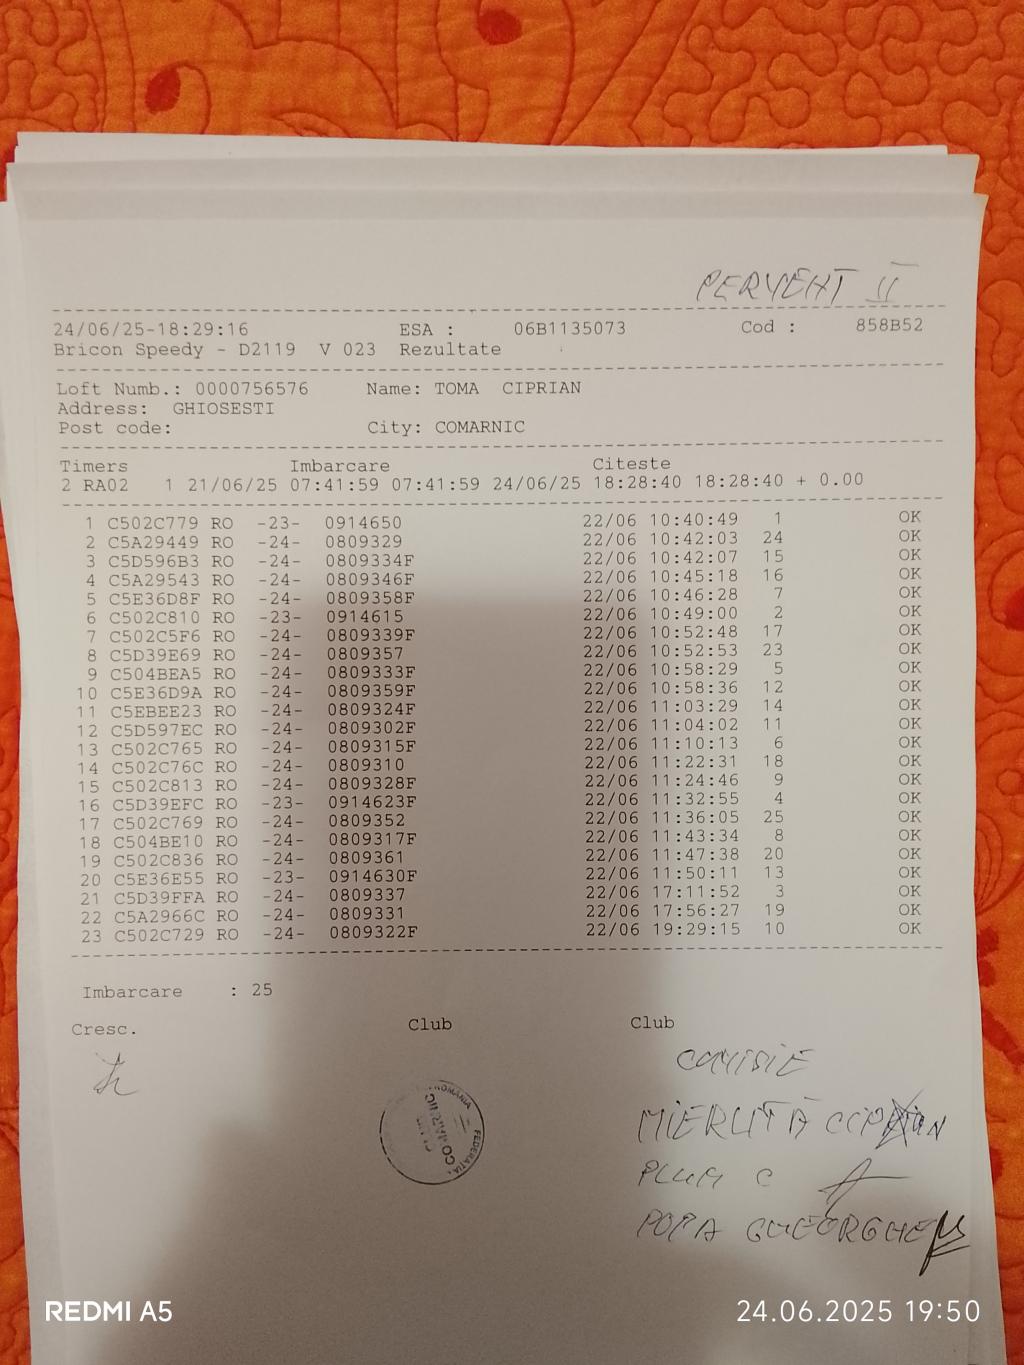 PERVEHT II
24/06/25-18:29:16 ESA : 06B1135073 Cod : 858B52
Bricon Speedy - D2119 V 023 Rezultate
Loft Numb.: 0000756576 Name: TOMA CIPRIAN
Address: GHIOSESTI
Post code: City: COMARNIC
Timers Imbarcare Citeste
2 RA02 1 21/06/25 07:41:59 07:41:59 24/06/25 18:28:40 18:28:40 + 0.00
1 C502C779 RO -23- 0914650 22/06 10:40:49 1 OK
2 C5A29449 RO -24- 0809329 22/06 10:42:03 24 OK
3 C5D596B3 RO -24- 0809334F 22/06 10:42:07 15 OK
4 C5A29543 RO -24- 0809346F 22/06 10:45:18 16 OK
5 C5E36D8F RO -24- 0809358F 22/06 10:46:28 7 OK
6 C502C810 RO -23- 0914615 22/06 10:49:00 2 OK
7 C502C5F6 RO -24- 0809339F 22/06 10:52:48 17 OK
8 C5D39E69 RO -24- 0809357 22/06 10:52:53 23 OK
9 C504BEA5 RO -24- 0809333F 22/06 10:58:29 5 OK
10 C5E36D9A RO -24- 0809359F 22/06 10:58:36 12 OK
11 C5EBEE23 RO -24- 0809324F 22/06 11:03:29 14 OK
12 C5D597EC RO -24- 0809302F 22/06 11:04:02 11 OK
13 C502C765 RO -24- 0809315F 22/06 11:10:13 6 OK
14 C502C76C RO -24- 0809310 22/06 11:22:31 18 OK
15 C502C813 RO -24- 0809328F 22/06 11:24:46 9 OK
16 C5D39EFC RO -23- 0914623F 22/06 11:32:55 4 OK
17 C502C769 RO -24- 0809352 22/06 11:36:05 25 OK
18 C504BE10 RO -24- 0809317F 22/06 11:43:34 8 OK
19 C502C836 RO -24- 0809361 22/06 11:47:38 20 OK
20 C5E36E55 RO -23- 0914630F 22/06 11:50:11 13 OK
21 C5D39FFA RO -24- 0809337 22/06 17:11:52 3 OK
22 C5A2966C RO -24- 0809331 22/06 17:56:27 19 OK
23 C502C729 RO -24- 0809322F 22/06 19:29:15 10 OK
Imbarcare : 25
Cresc. Club Club
COMISIE
MIERLUTĂ CIPRIAN
C
POPA GHEORGHE
ROMANIA
COMARNIC
FEDERATIA
REDMI A5 24.06.2025 19:50